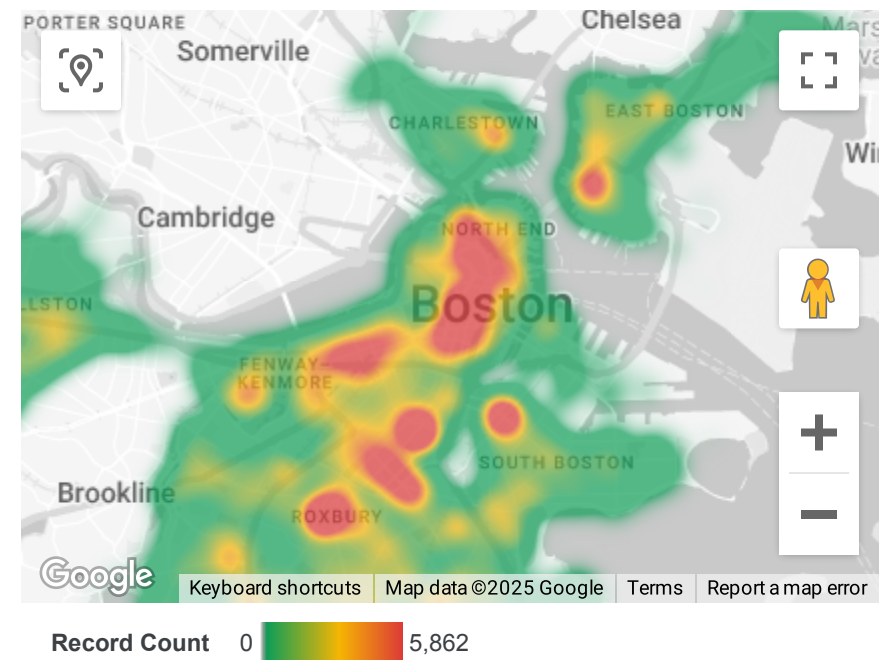 PORTER SQUARE
Chelsea
Somerville
EAST BOSTON
CHARLESTOWN
Cambridge
NORTH END
LLSTON
Boston
FENWAY–
KENMORE
SOUTH BOSTON
Brookline
ROXBURY
Google
Keyboard shortcuts
Map data ©2025 Google
Terms
Report a map error
Record Count 0 5,862